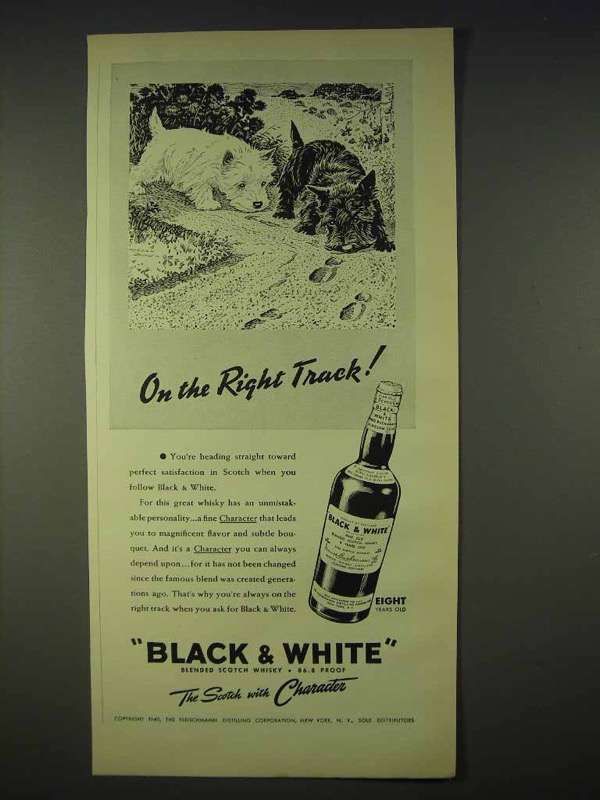 On the Right Track!
● You're heading straight toward
perfect satisfaction in Scotch when you
follow Black & White.
For this great whisky has an unmistak-
able personality...a fine Character that leads
you to magnificent flavor and subtle bou-
quet. And it's a Character you can always
depend upon...for it has not been changed
since the famous blend was created genera-
tions ago. That's why you're always on the
right track when you ask for Black & White.
BLACK
&
WHITE
BLACK & WHITE
EIGHT
YEARS OLD
"BLACK & WHITE"
BLENDED SCOTCH WHISKY • 86.8 PROOF
The Scotch with Character
COPYRIGHT 1940, THE FLEISCHMANN DISTILLING CORPORATION, NEW YORK, N. Y., SOLE DISTRIBUTORS